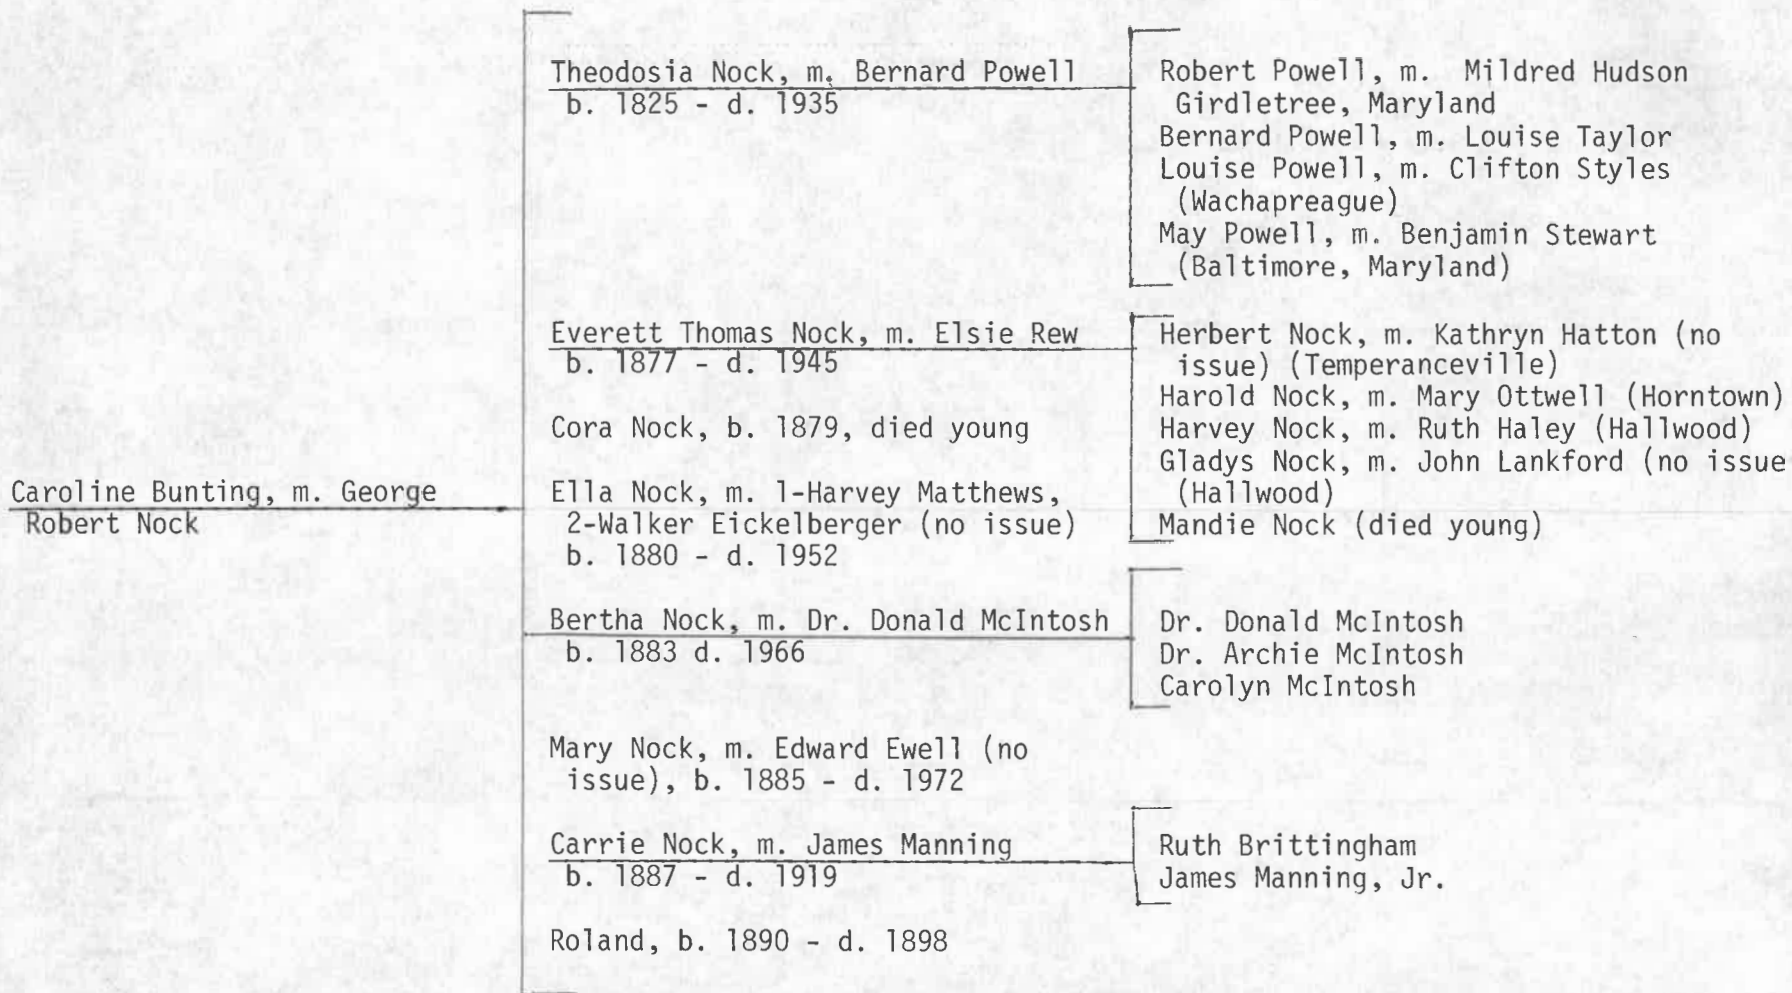 Caroline Bunting, m. George
Robert Nock
Theodosia Nock, m. Bernard Powell
b. 1825 - d. 1935
Everett Thomas Nock, m. Elsie Rew
b. 1877 - d. 1945
Cora Nock, b. 1879, died young
Ella Nock, m. 1-Harvey Matthews,
2-Walker Eickelberger (no issue)
b. 1880 - d. 1952
Bertha Nock, m. Dr. Donald McIntosh
b. 1883 d. 1966
Mary Nock, m. Edward Ewell (no
issue), b. 1885 - d. 1972
Carrie Nock, m. James Manning
b. 1887 - d. 1919
Roland, b. 1890 - d. 1898
Robert Powell, m. Mildred Hudson
Girdletree, Maryland
Bernard Powell, m. Louise Taylor
Louise Powell, m. Clifton Styles
(Wachapreague)
May Powell, m. Benjamin Stewart
(Baltimore, Maryland)
Herbert Nock, m. Kathryn Hatton (no
issue) (Temperanceville)
Harold Nock, m. Mary Ottwell (Horntown)
Harvey Nock, m. Ruth Haley (Hallwood)
Gladys Nock, m. John Lankford (no issue
(Hallwood)
Mandie Nock (died young)
Dr. Donald McIntosh
Dr. Archie McIntosh
Carolyn McIntosh
Ruth Brittingham
James Manning, Jr.